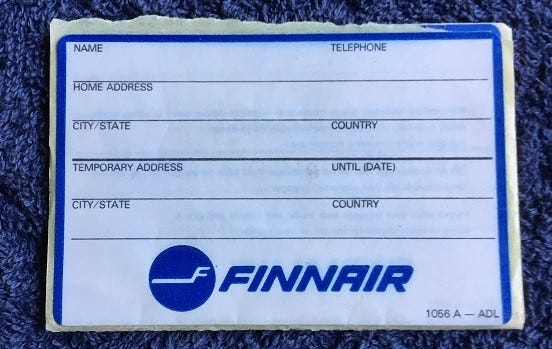 NAME TELEPHONE
HOME ADDRESS
CITY/STATE COUNTRY
TEMPORARY ADDRESS UNTIL (DATE)
CITY/STATE COUNTRY
F FINNAIR
1056 A — ADL